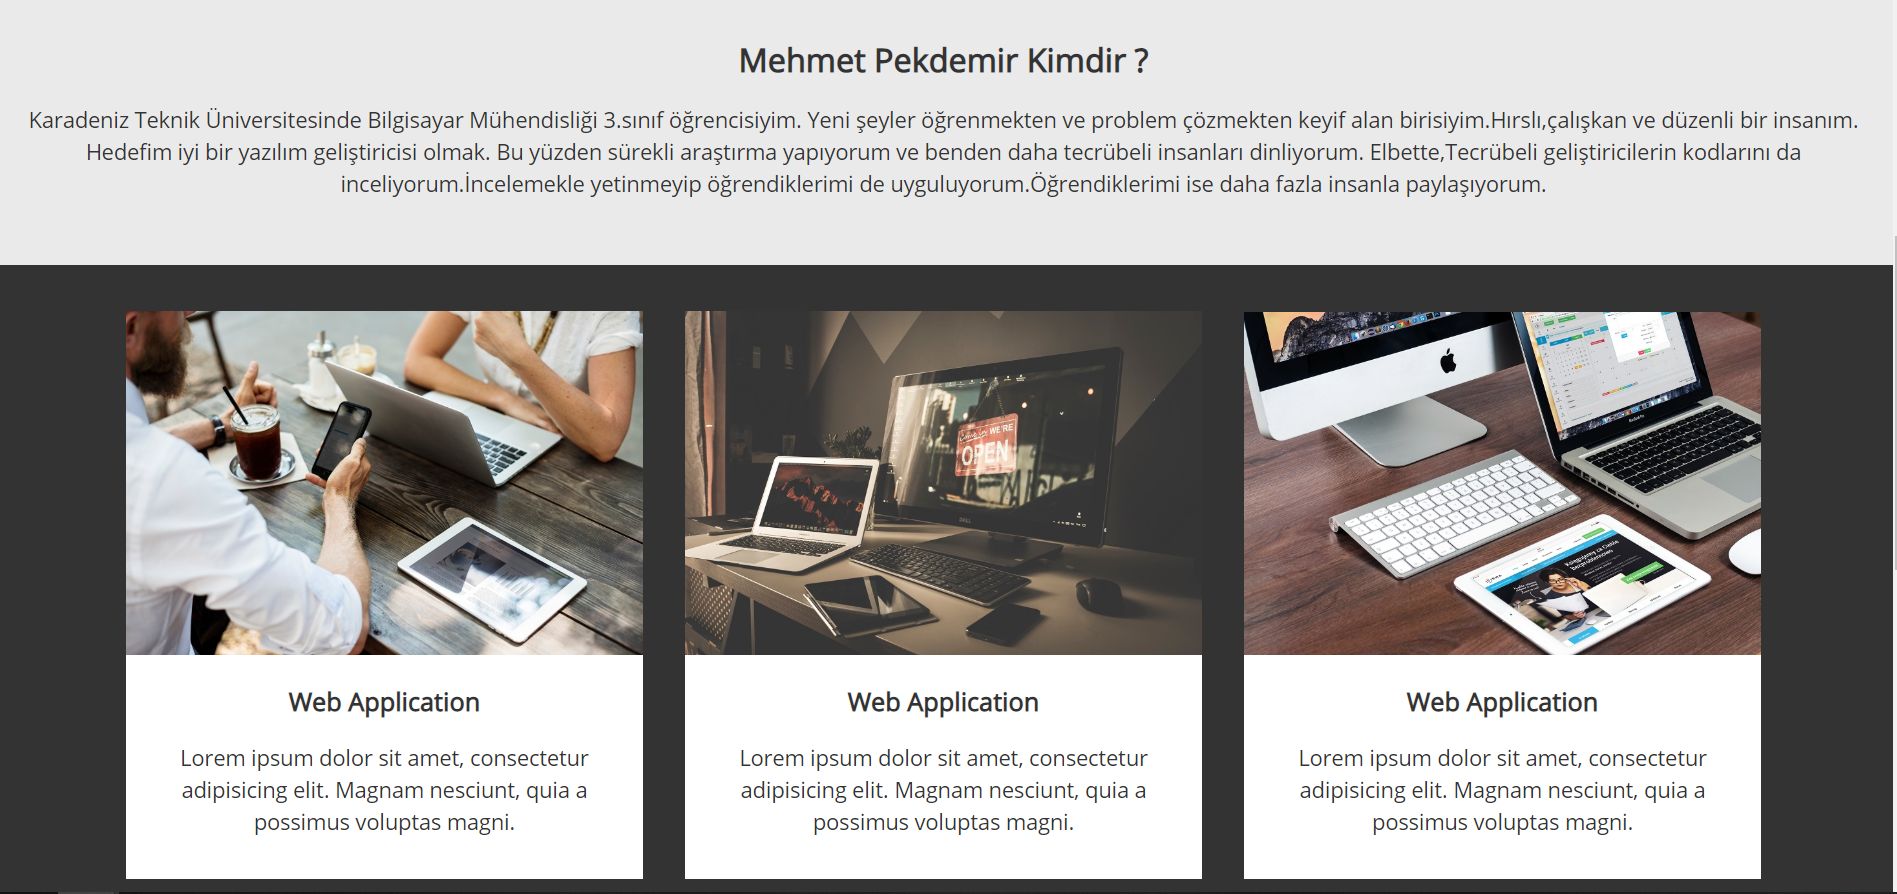 Mehmet Pekdemir Kimdir ?
Karadeniz Teknik Üniversitesinde Bilgisayar Mühendisliği 3.sınıf öğrencisiyim. Yeni şeyler öğrenmekten ve problem çözmekten keyif alan birisiyim.Hırslı,çalışkan ve düzenli bir insanım.
Hedefim iyi bir yazılım geliştiricisi olmak. Bu yüzden sürekli araştırma yapıyorum ve benden daha tecrübeli insanları dinliyorum. Elbette,Tecrübeli geliştiricilerin kodlarını da
inceliyorum.İncelemekle yetinmeyip öğrendiklerimi de uyguluyorum.Öğrendiklerimi ise daha fazla insanla paylaşıyorum.
WE'RE
OPEN
DELL
Web Application
Lorem ipsum dolor sit amet, consectetur
adipisicing elit. Magnam nesciunt, quia a
possimus voluptas magni.
Web Application
Lorem ipsum dolor sit amet, consectetur
adipisicing elit. Magnam nesciunt, quia a
possimus voluptas magni.
Web Application
Lorem ipsum dolor sit amet, consectetur
adipisicing elit. Magnam nesciunt, quia a
possimus voluptas magni.